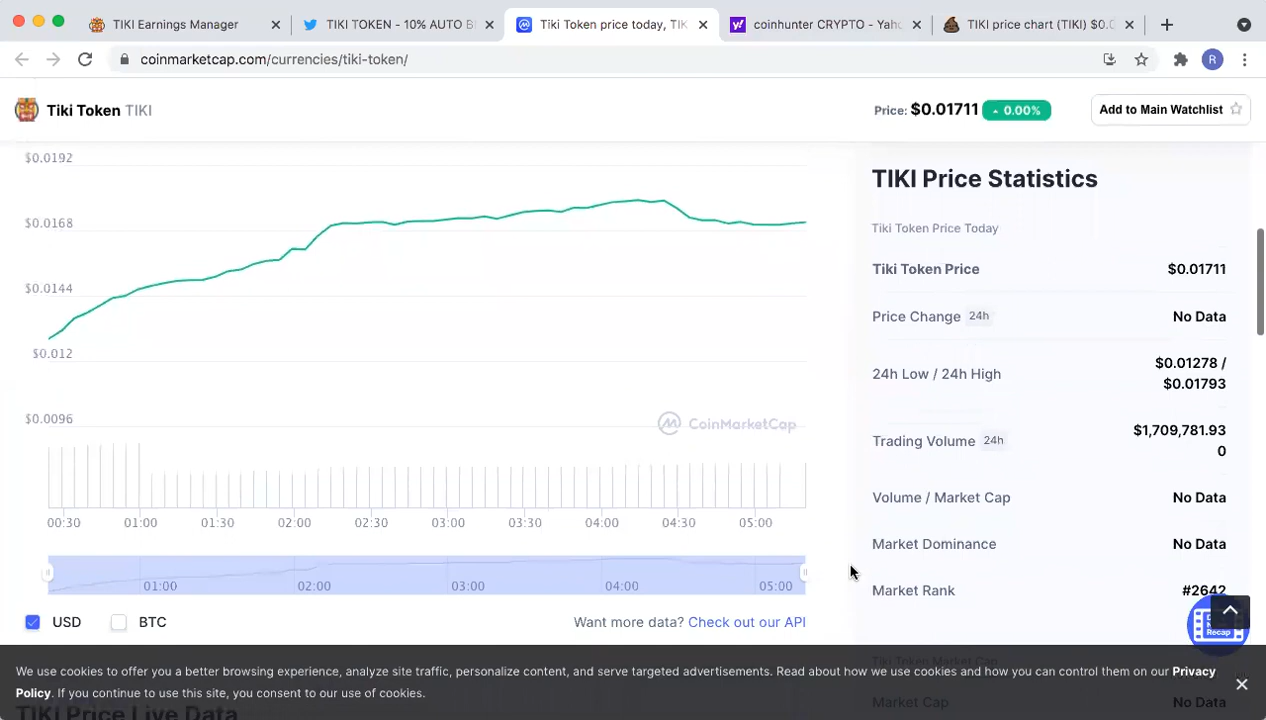 TIKI Earnings Manager
TIKI TOKEN - 10% AUTO B
Tiki Token price today, TIK
coinhunter CRYPTO - Yaho
TIKI price chart (TIKI) $0.0
coinmarketcap.com/currencies/tiki-token/
R
Tiki Token TIKI
Price: $0.01711 0.00%
Add to Main Watchlist
$0.0192
$0.0168
$0.0144
$0.012
$0.0096
CoinMarketCap
00:30 01:00 01:30 02:00 02:30 03:00 03:30 04:00 04:30 05:00
01:00 02:00 03:00 04:00 05:00
USD BTC
Want more data? Check out our API
TIKI Price Statistics
Tiki Token Price Today
Tiki Token Price $0.01711
Price Change 24h No Data
24h Low / 24h High $0.01278 /
$0.01793
Trading Volume 24h $1,709,781.93
0
Volume / Market Cap No Data
Market Dominance No Data
Market Rank #2642
Recap
Tiki Token Market Cap
Market Cap No Data
We use cookies to offer you a better browsing experience, analyze site traffic, personalize content, and serve targeted advertisements. Read about how we use cookies and how you can control them on our Privacy
Policy. If you continue to use this site, you consent to our use of cookies.
TIKI Price Live Data